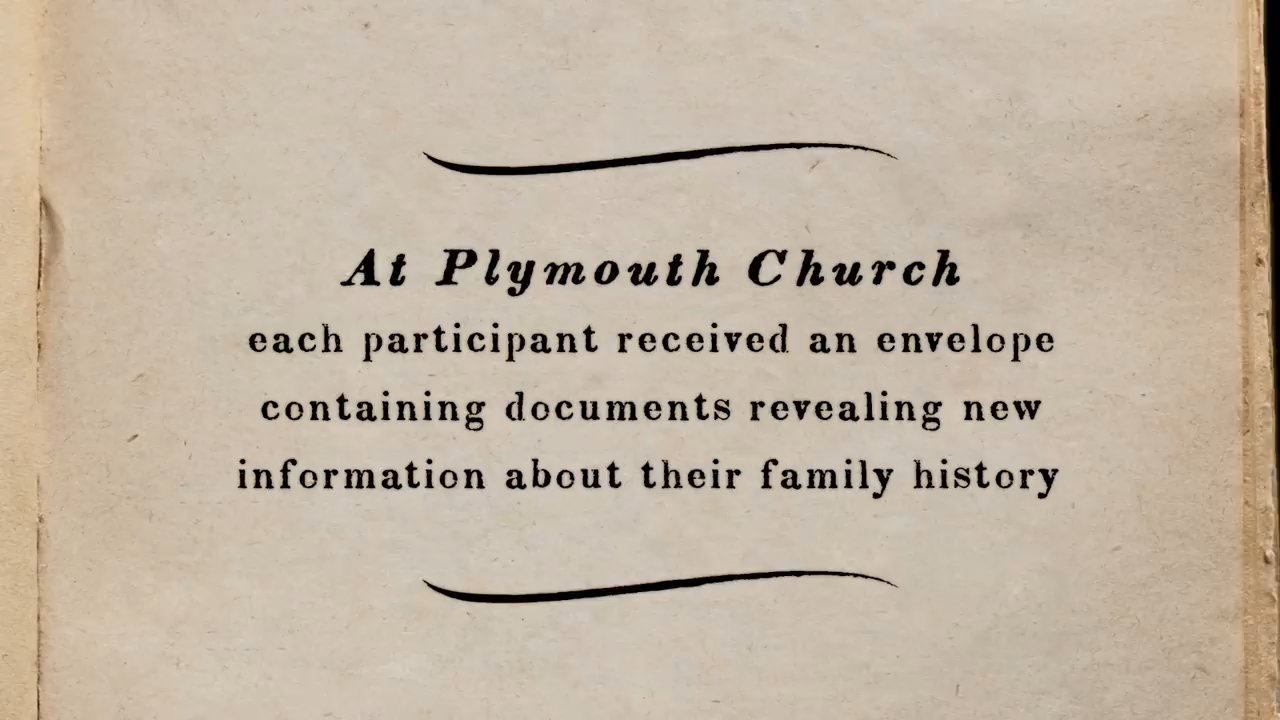 At Plymouth Church
each participant received an envelope
containing documents revealing new
information about their family history